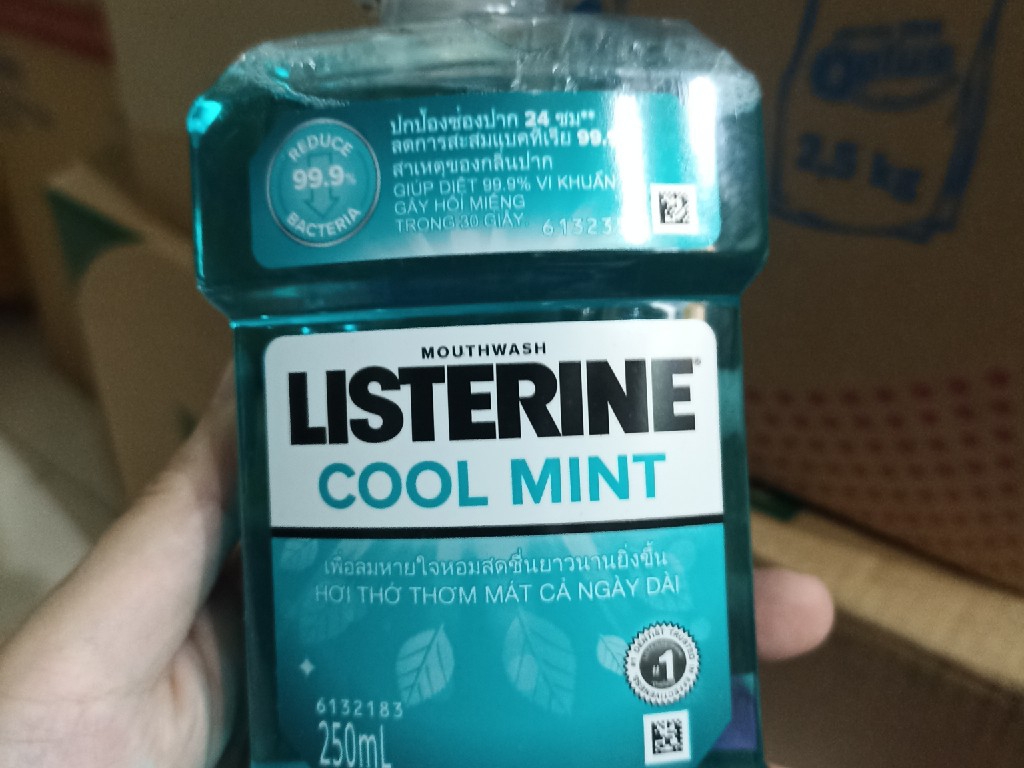 REDUCE
99.9%
BACTERIA
ปกป้องช่องปาก 24 ชม**
ลดการสะสมแบคทีเรีย 99.
สาเหตุของกลิ่นปาก
GIÚP DIỆT 99.9% VI KHUẨN
GÂY HÔI MIỆNG
TRONG 30 GIÂY
61323
MOUTHWASH
LISTERINE®
COOL MINT
เพื่อลมหายใจหอมสดชื่นยาวนานยิ่งขึ้น
HƠI THỞ THƠM MÁT CẢ NGÀY DÀI
DENTIST TRUSTED
#1
6132183
250mL
Oplus
2,5 kg